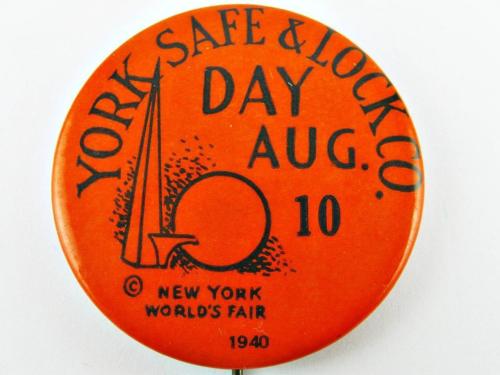 YORK SAFE & LOCK CO.
DAY
AUG.
10
© NEW YORK
WORLD'S FAIR
1940